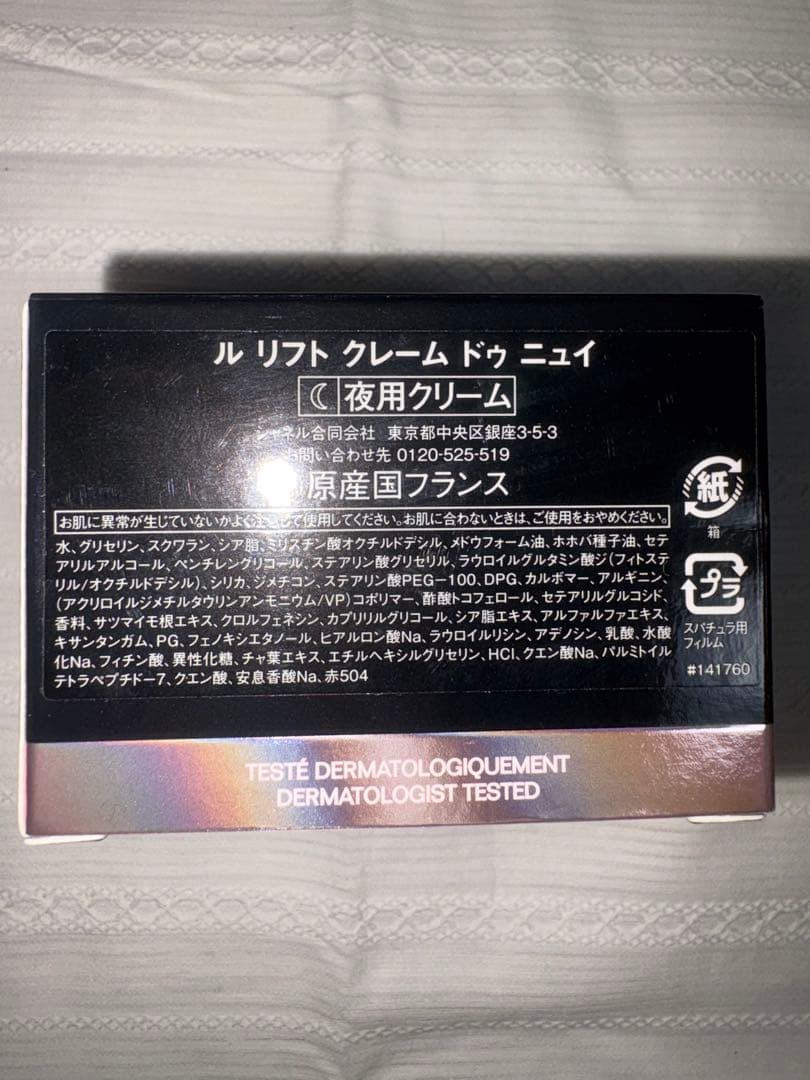 ル リフト クレーム ドゥ ニュイ
夜用クリーム
シャネル合同会社 東京都中央区銀座3-5-3
お問い合わせ先 0120-525-519
原産国フランス
お肌に異常が生じていないかよく注意して使用してください。お肌に合わないときは、ご使用をおやめください。
水、グリセリン、スクワラン、シア脂、ミリスチン酸オクチルドデシル、メドウフォーム油、ホホバ種子油、セテ
アリルアルコール、ペンチレングリコール、ステアリン酸グリセリル、ラウロイルグルタミン酸ジ(フィトステ
リル/オクチルドデシル)、シリカ、ジメチコン、ステアリン酸PEG-100、DPG、カルボマー、アルギニン、
(アクリロイルジメチルタウリンアンモニウム/VP)コポリマー、酢酸トコフェロール、セテアリルグルコシド、
香料、サツマイモ根エキス、クロルフェネシン、カプリリルグリコール、シア脂エキス、アルファルファエキス、
キサンタンガム、PG、フェノキシエタノール、ヒアルロン酸Na、ラウロイルリシン、アデノシン、乳酸、水酸
化Na、フィチン酸、異性化糖、チャ葉エキス、エチルヘキシルグリセリン、HCl、クエン酸Na、パルミトイル
テトラペプチド-7、クエン酸、安息香酸Na、赤504
紙
箱
プラ
スパチュラ用
フィルム
#141760
TESTÉ DERMATOLOGIQUEMENT
DERMATOLOGIST TESTED